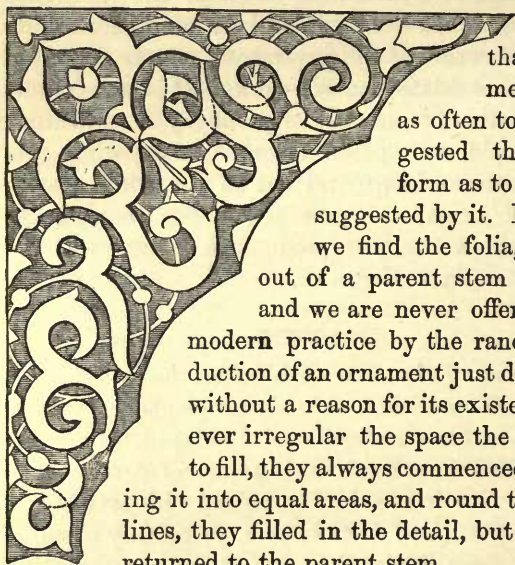 tha
me
as often to
gested th
form as to
suggested by it.
we find the folia
out of a parent stem
and we are never offen
modern practice by the rand
duction of an ornament just d
without a reason for its existe
ever irregular the space the
to fill, they always commenced
ing it into equal areas, and round t
lines, they filled in the detail, but
returned to the parent stem